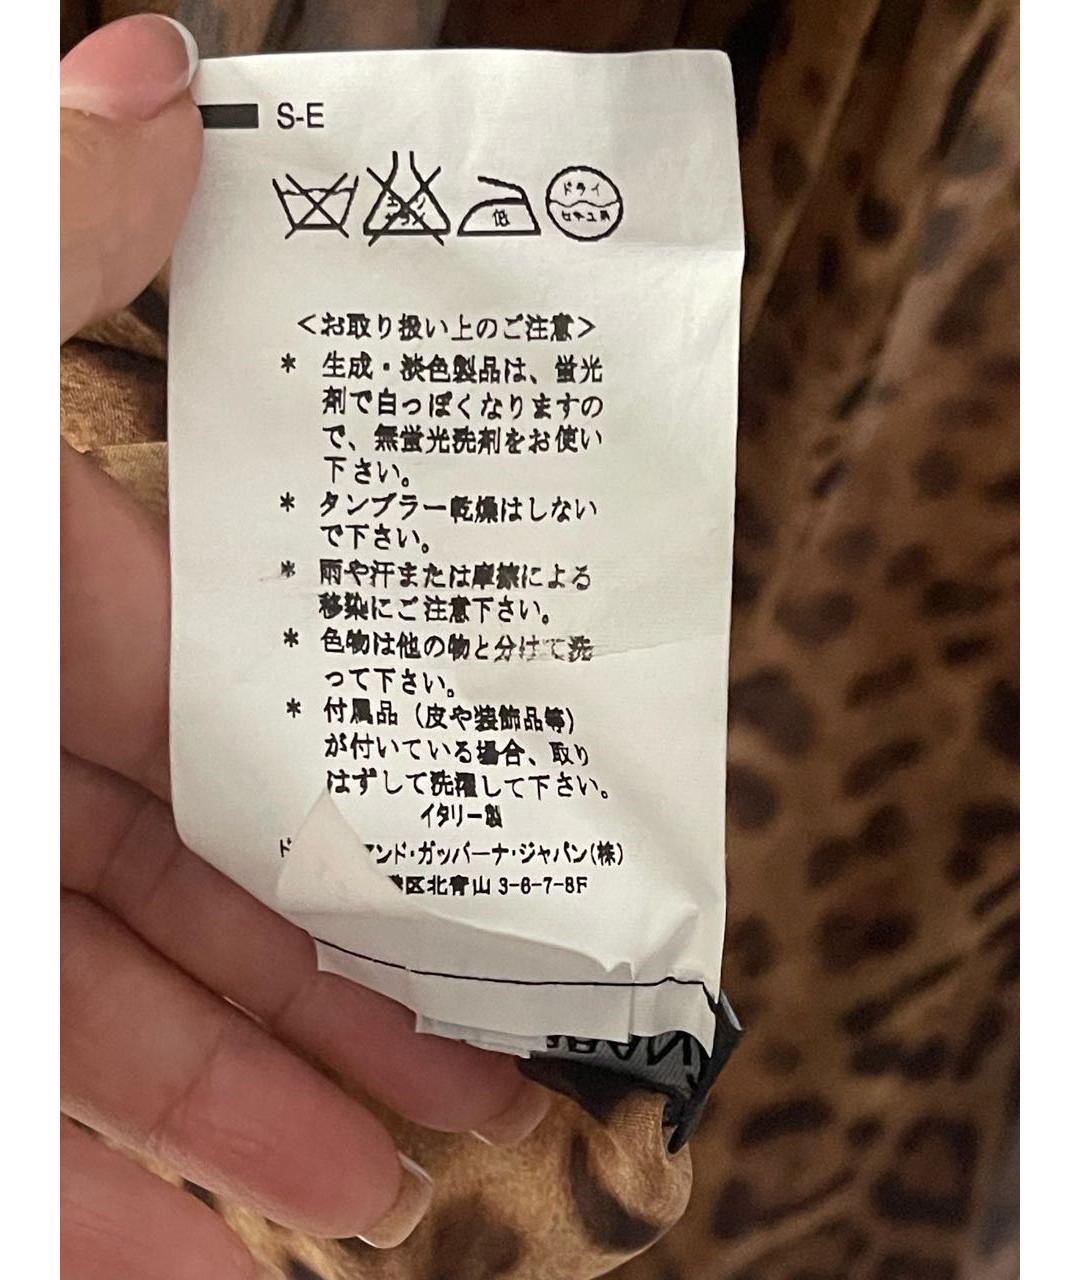 S-E
エンソサラシ
低
ドライ
セキユ系
＜お取り扱い上のご注意＞
* 生成・淡色製品は、蛍光
剤で白っぽくなりますの
で、無蛍光洗剤をお使い
下さい。
* タンブラー乾燥はしない
で下さい。
* 雨や汗または摩擦による
移染にご注意下さい。
* 色物は他の物と分けて洗
って下さい。
* 付属品（皮や装飾品等）
が付いている場合、取り
はずして洗濯して下さい。
イタリー製
ド アンド・ガッバーナ・ジャパン(株)
港区北青山 3-6-7-8F